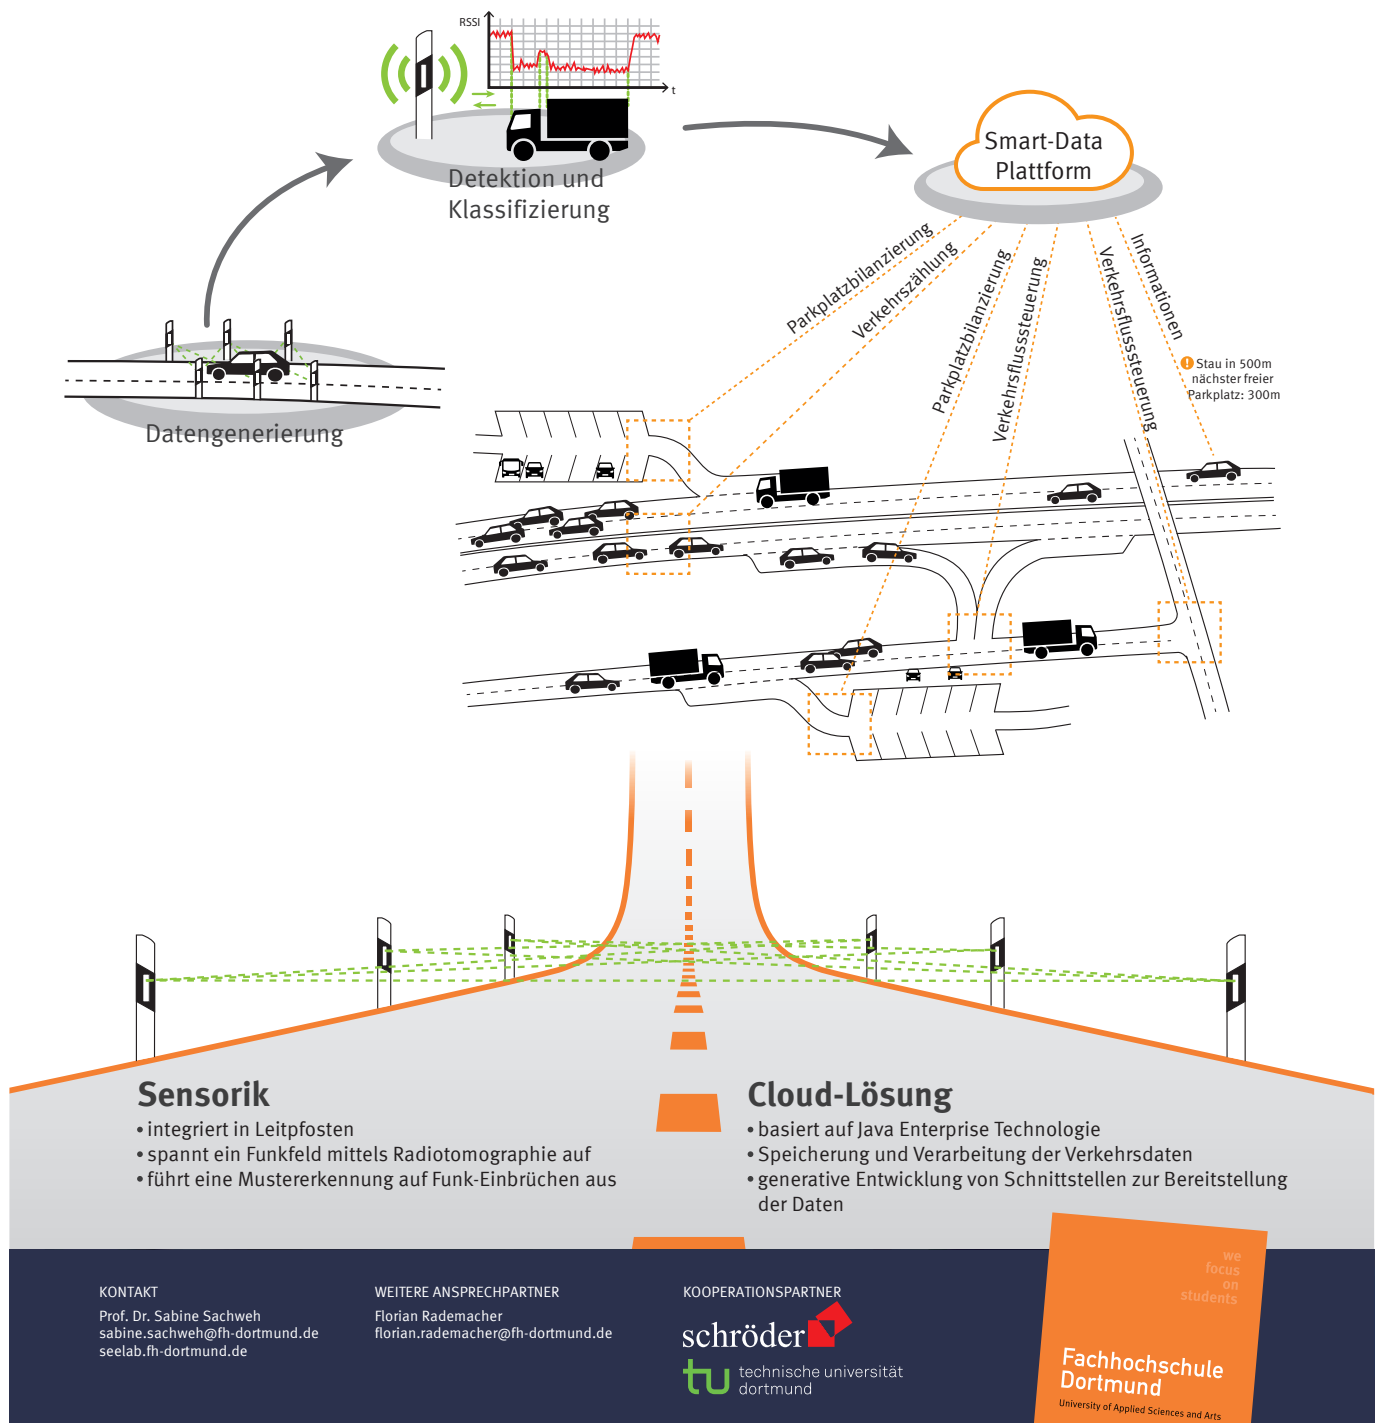 RSSI
t
Detektion und
Klassifizierung
Smart-Data
Plattform
Datengenerierung
Parkplatzbilanzierung
Verkehrszählung
Parkplatzbilanzierung
Verkehrsflusssteuerung
Verkehrsflusssteuerung
Informationen
! Stau in 500m
nächster freier
Parkplatz: 300m
Sensorik
• integriert in Leitpfosten
• spannt ein Funkfeld mittels Radiotomographie auf
• führt eine Mustererkennung auf Funk-Einbrüchen aus
Cloud-Lösung
• basiert auf Java Enterprise Technologie
• Speicherung und Verarbeitung der Verkehrsdaten
• generative Entwicklung von Schnittstellen zur Bereitstellung
der Daten
KONTAKT
Prof. Dr. Sabine Sachweh
sabine.sachweh@fh-dortmund.de
seelab.fh-dortmund.de
WEITERE ANSPRECHPARTNER
Florian Rademacher
florian.rademacher@fh-dortmund.de
KOOPERATIONSPARTNER
schröder
tu technische universität
dortmund
we
focus
on
students
Fachhochschule
Dortmund
University of Applied Sciences and Arts